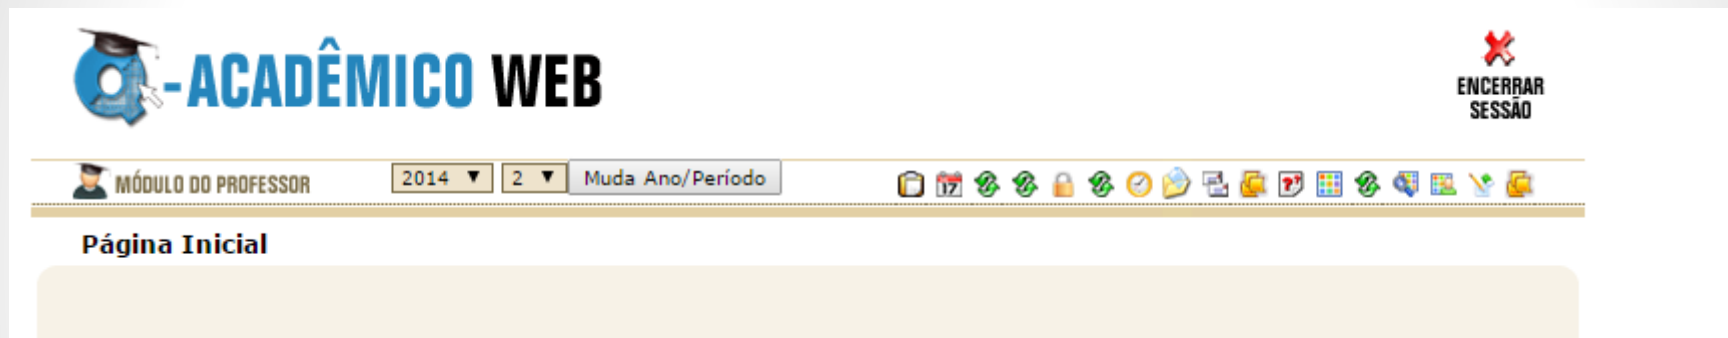 -ACADÊMICO WEB
ENCERRAR
SESSÃO
MÓDULO DO PROFESSOR
2014 2 Muda Ano/Período
17
Página Inicial